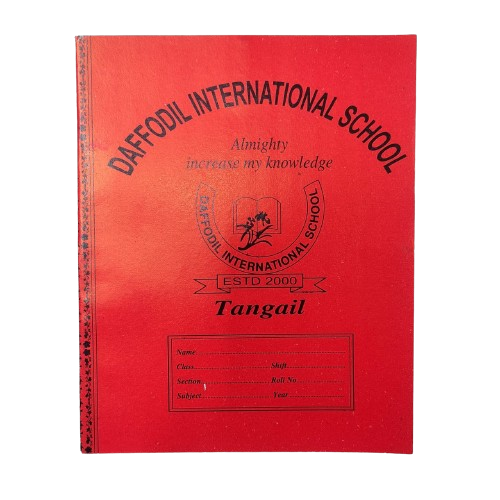 DAFFODIL INTERNATIONAL SCHOOL
Almighty
increase my knowledge
DAFFODIL INTERNATIONAL SCHOOL
ESTD 2000
Tangail
Name
Class Shift
Section Roll No
Subject Year